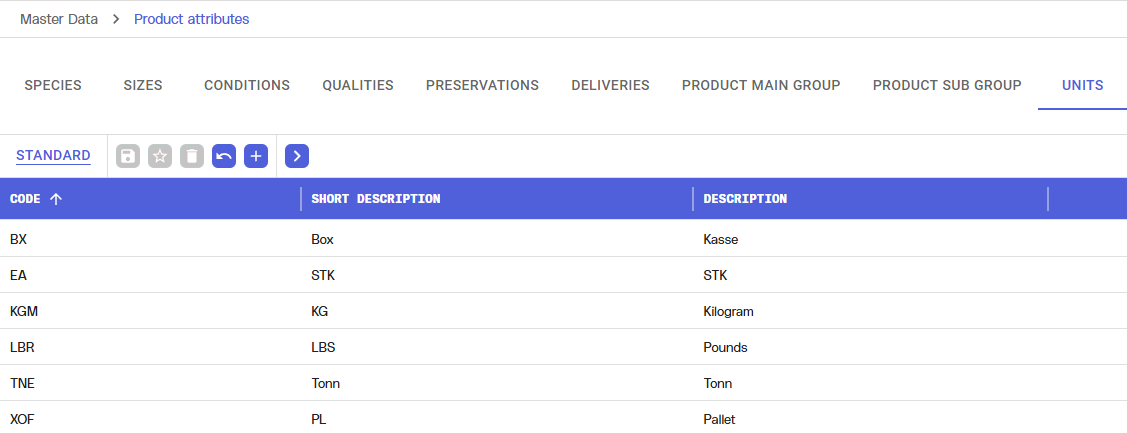 Master Data > Product attributes
SPECIES SIZES CONDITIONS QUALITIES PRESERVATIONS DELIVERIES PRODUCT MAIN GROUP PRODUCT SUB GROUP UNITS
STANDARD
CODE SHORT DESCRIPTION DESCRIPTION
BX Box Kasse
EA STK STK
KGM KG Kilogram
LBR LBS Pounds
TNE Tonn Tonn
XOF PL Pallet